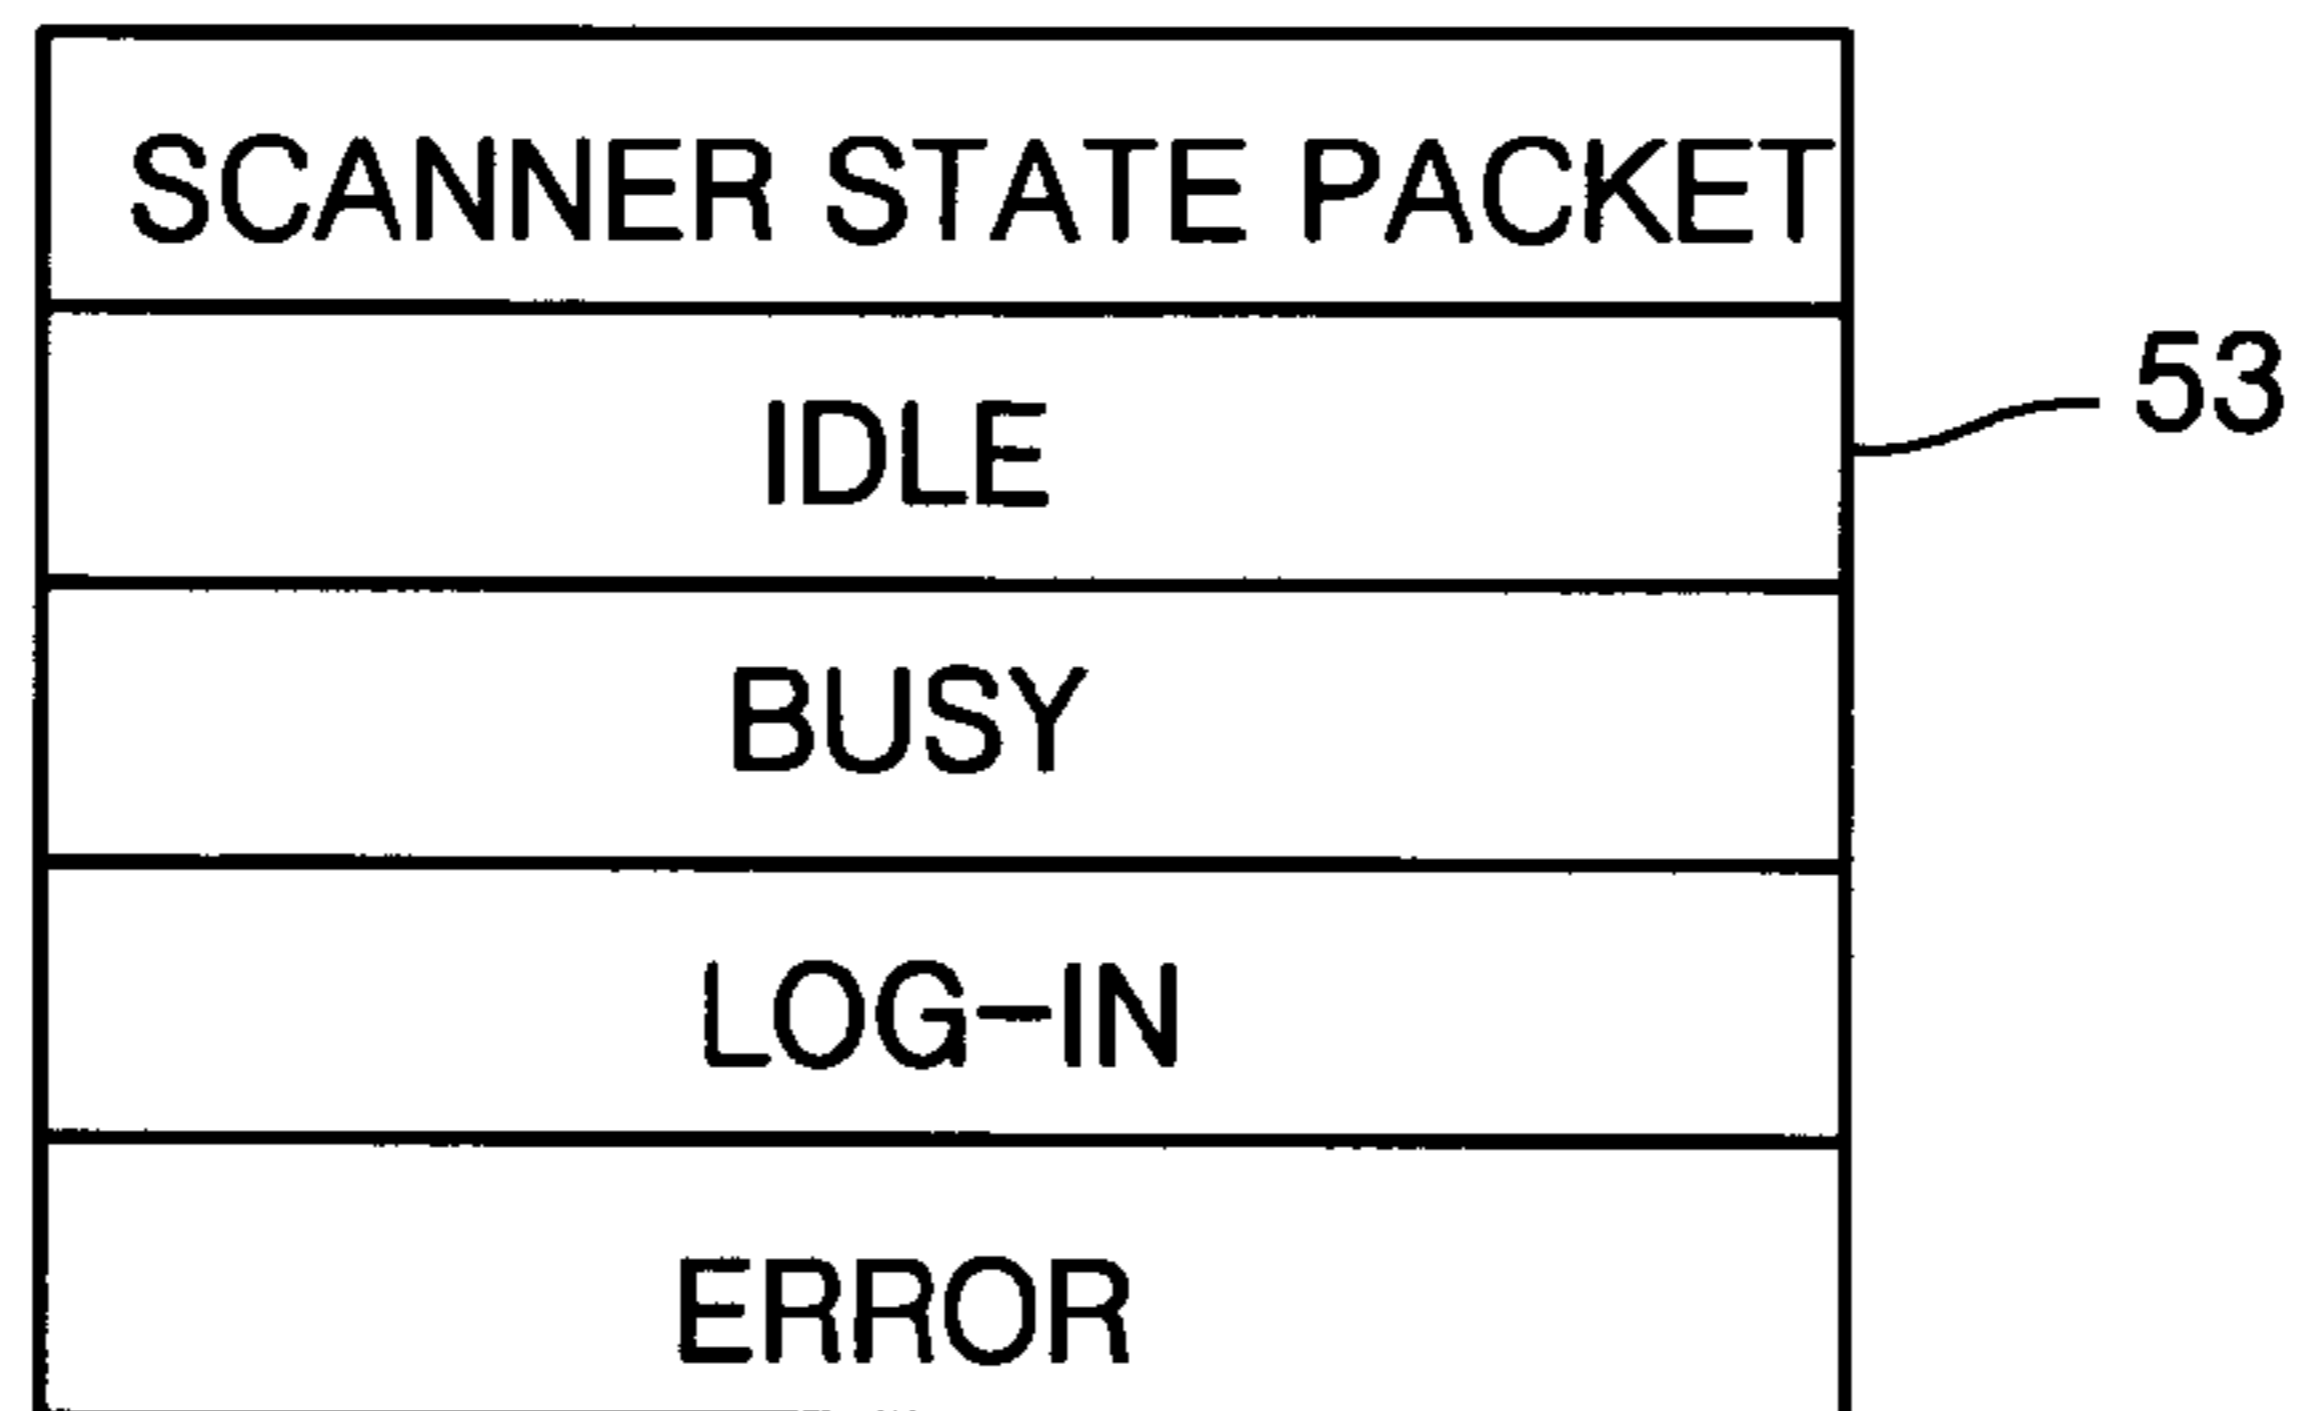 SCANNER STATE PACKET
IDLE
53
BUSY
LOG-IN
ERROR